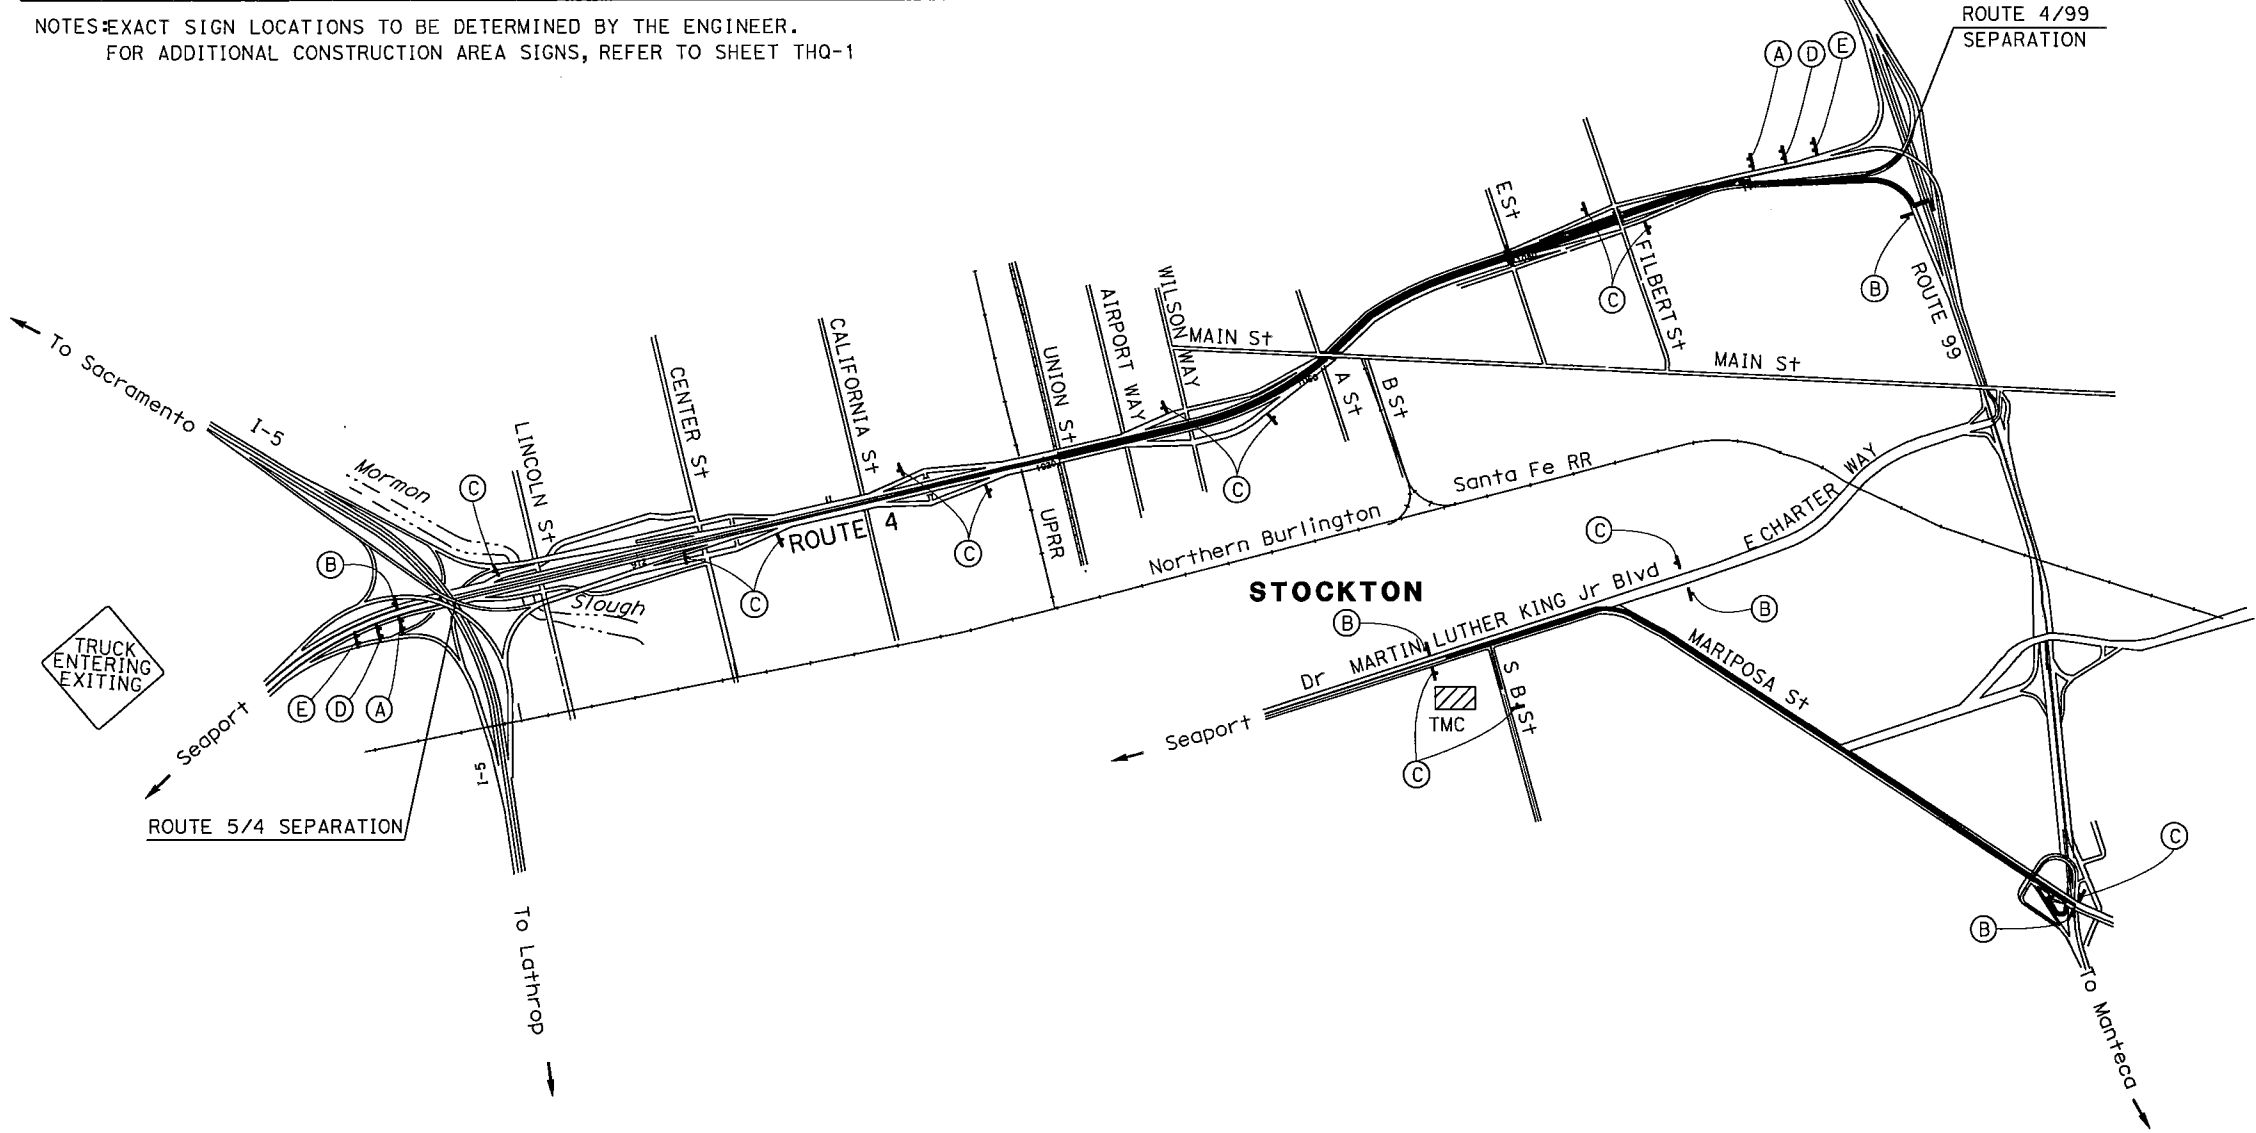 NOTES:EXACT SIGN LOCATIONS TO BE DETERMINED BY THE ENGINEER.
FOR ADDITIONAL CONSTRUCTION AREA SIGNS, REFER TO SHEET THQ-1
ROUTE 4/99
SEPARATION
A
D
E
E St
FILBERT St
C
B
ROUTE 99
WILSON WAY
AIRPORT WAY
MAIN St
MAIN St
UNION St
CALIFORNIA St
CENTER St
A St
B St
To Sacramento
I-5
LINCOLN St
Mormon
C
C
C
C
ROUTE 4
UPRR
Northern Burlington
Santa Fe RR
E CHARTER WAY
B
Slough
STOCKTON
C
B
B
Dr MARTIN LUTHER KING Jr Blvd
MARIPOSA St
TRUCK
ENTERING
EXITING
E
D
A
Seaport
Seaport
TMC
S B St
C
I-5
ROUTE 5/4 SEPARATION
C
B
To Lathrop
To Manteca